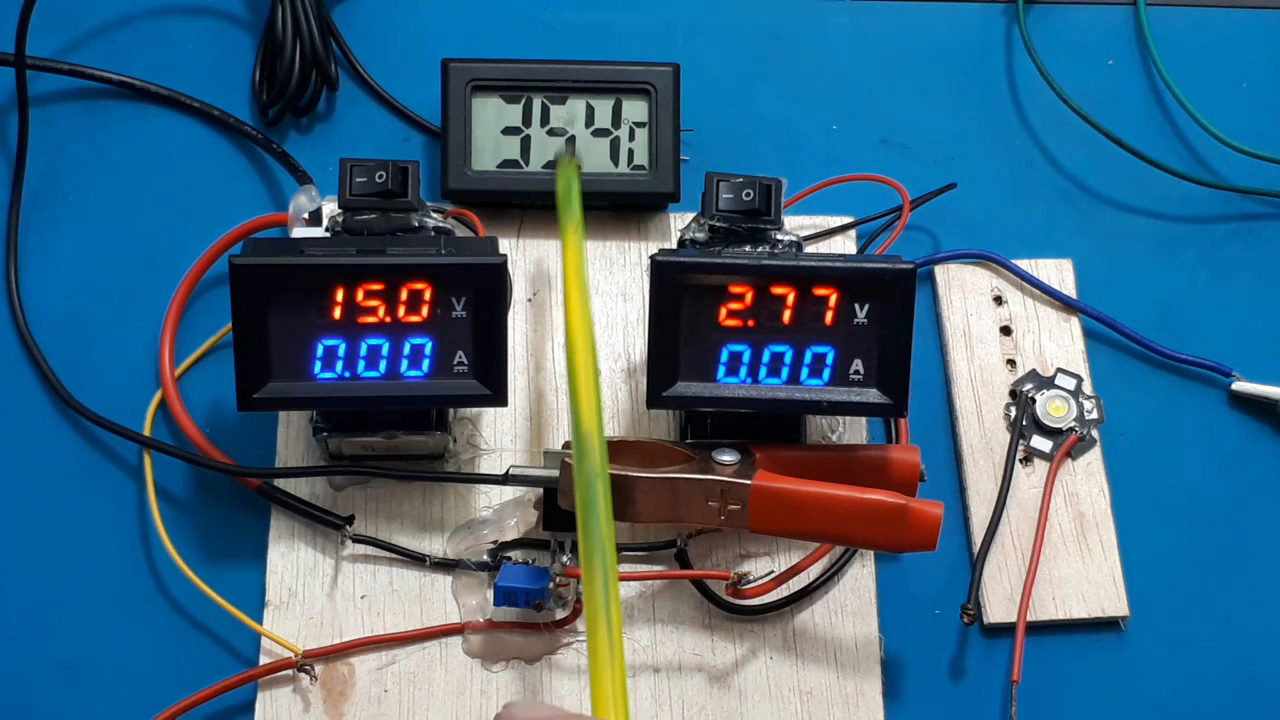 35.4°C
— O
— O
15.0 V
0.00 A
2.77 V
0.00 A
+